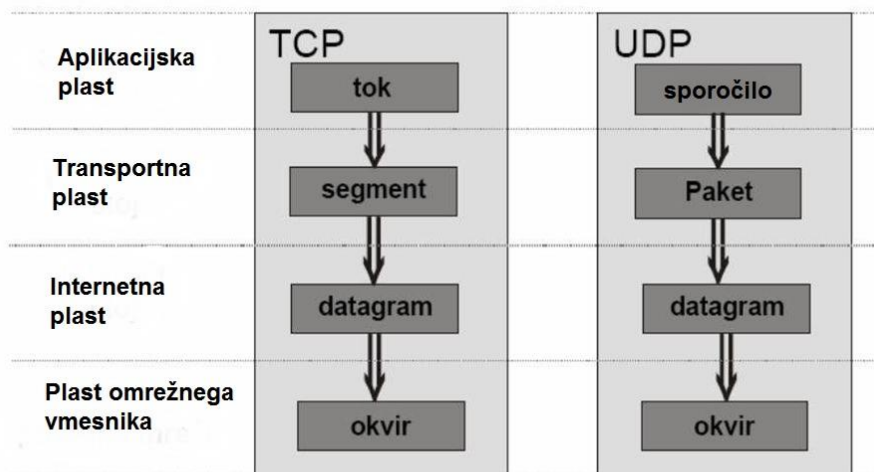 TCP
UDP
Aplikacijska
plast
tok
sporočilo
Transportna
plast
segment
Paket
Internetna
plast
datagram
datagram
Plast omrežnega
vmesnika
okvir
okvir